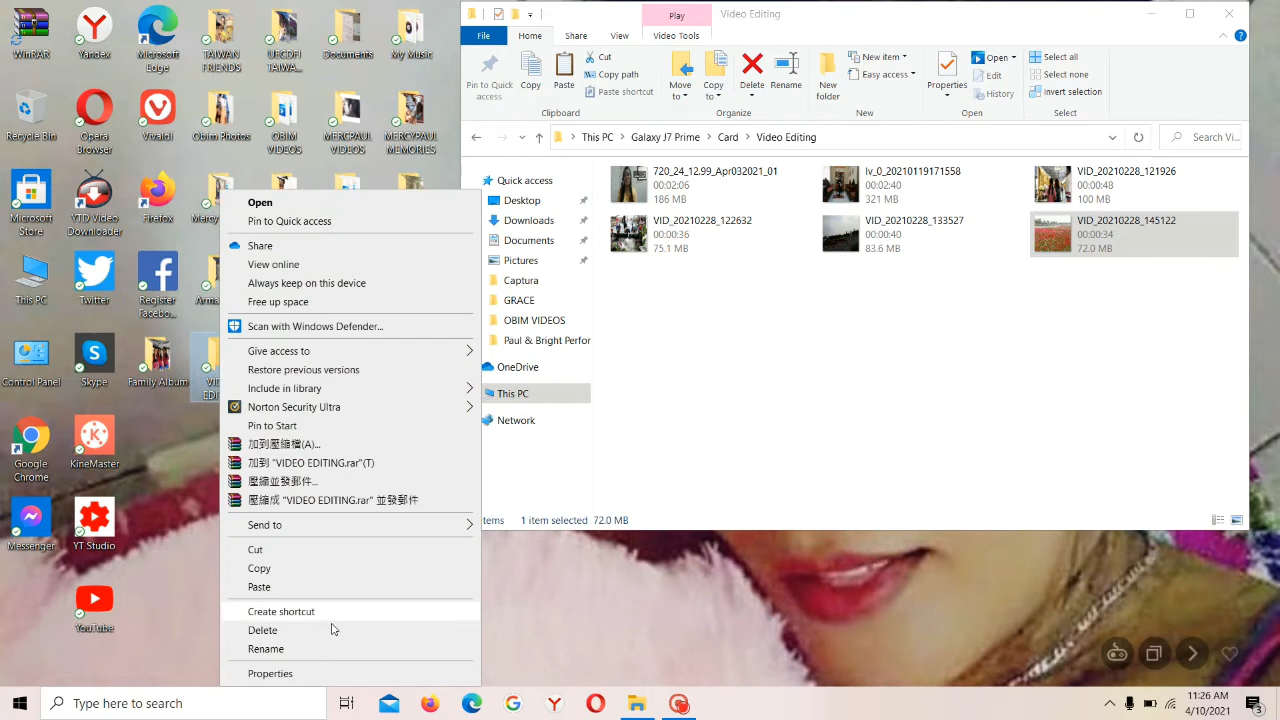 WinRAR
Yandex
Microsoft
Edge
TAIWAN
FRIENDS
UECDFI
TAIWA...
Documents
My Music
Recycle Bin
Opera
Browser
Vivaldi
Obim Photos
OBIM
VIDEOS
MERCPAUL
VIDEOS
MERCYPAUL
MEMORIES
Microsoft
Store
YTD Video
Downloader
Firefox
This PC
Twitter
Register
Facebo...
Control Panel
Skype
Family Album
Google
Chrome
KineMaster
Messenger
YT Studio
YouTube
Open
Pin to Quick access
Share
View online
Always keep on this device
Free up space
Scan with Windows Defender...
Give access to
Restore previous versions
Include in library
Norton Security Ultra
Pin to Start
加到壓縮檔(A)...
加到 "VIDEO EDITING.rar"(T)
壓縮並發郵件...
壓縮成 "VIDEO EDITING.rar" 並發郵件
Send to
Cut
Copy
Paste
Create shortcut
Delete
Rename
Properties
Play
Video Editing
File
Home
Share
View
Video Tools
Pin to Quick
access
Copy
Paste
Cut
Copy path
Paste shortcut
Clipboard
Move
to
Copy
to
Delete
Rename
Organize
New
folder
New item
Easy access
New
Properties
Open
Edit
History
Open
Select all
Select none
Invert selection
Select
This PC
Galaxy J7 Prime
Card
Video Editing
Search Vi...
Quick access
Desktop
Downloads
Documents
Pictures
Captura
GRACE
OBIM VIDEOS
Paul & Bright Perfor
OneDrive
This PC
Network
720_24_12.99_Apr032021_01
00:02:06
186 MB
lv_0_20210119171558
00:02:40
321 MB
VID_20210228_121926
00:00:48
100 MB
VID_20210228_122632
00:00:36
75.1 MB
VID_20210228_133527
00:00:40
83.6 MB
VID_20210228_145122
00:00:34
72.0 MB
1 item selected 72.0 MB
Type here to search
11:26 AM
4/10/2021
3